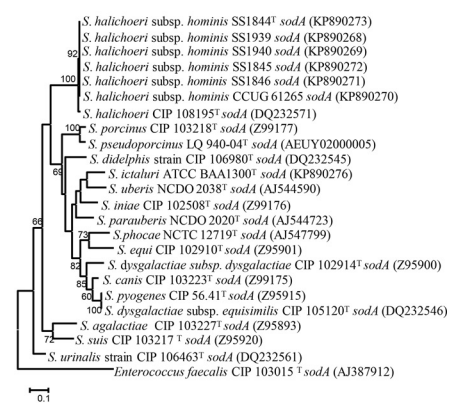 S. halichoeri subsp. hominis SS1844ᵀ sodA (KP890273)
S. halichoeri subsp. hominis SS1939 sodA (KP890268)
S. halichoeri subsp. hominis SS1940 sodA (KP890269)
92
S. halichoeri subsp. hominis SS1845 sodA (KP890272)
S. halichoeri subsp. hominis SS1846 sodA (KP890271)
100
S. halichoeri subsp. hominis CCUG 61265 sodA (KP890270)
S. halichoeri CIP 108195ᵀ sodA (DQ232571)
100
S. porcinus CIP 103218ᵀ sodA (Z99177)
S. pseudoporcinus LQ 940-04ᵀ sodA (AEUY02000005)
S. didelphis strain CIP 106980ᵀ sodA (DQ232545)
69
S. ictaluri ATCC BAA1300ᵀ sodA (KP890276)
S. uberis NCDO 2038ᵀ sodA (AJ544590)
S. iniae CIP 102508ᵀ sodA (Z99176)
66
S. parauberis NCDO 2020ᵀ sodA (AJ544723)
73
S.phocae NCTC 12719ᵀ sodA (AJ547799)
S. equi CIP 102910ᵀ sodA (Z95901)
82
S. dysgalactiae subsp. dysgalactiae CIP 102914ᵀ sodA (Z95900)
85
S. canis CIP 103223ᵀ sodA (Z99175)
60
S. pyogenes CIP 56.41ᵀ sodA (Z95915)
100
S. dysgalactiae subsp. equisimilis CIP 105120ᵀ sodA (DQ232546)
S. agalactiae CIP 103227ᵀ sodA (Z95893)
72
S. suis CIP 103217 ᵀ sodA (Z95920)
S. urinalis strain CIP 106463ᵀ sodA (DQ232561)
Enterococcus faecalis CIP 103015 ᵀ sodA (AJ387912)
0.1